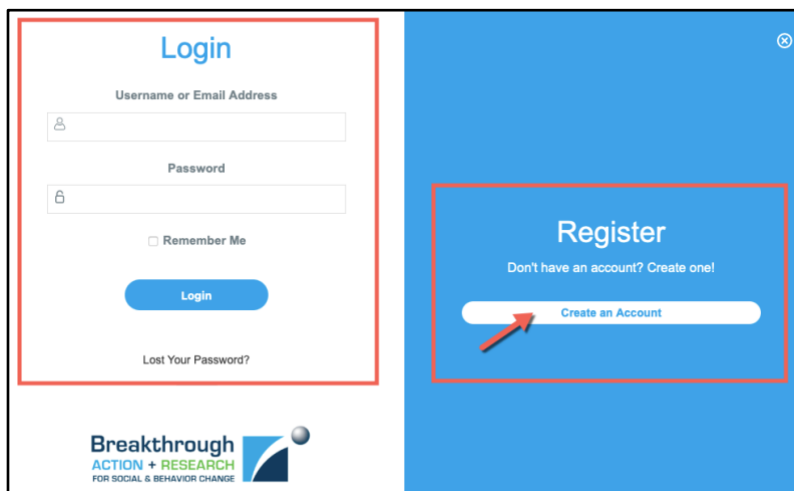 Login
Username or Email Address
Password
Remember Me
Login
Lost Your Password?
Breakthrough
ACTION + RESEARCH
FOR SOCIAL & BEHAVIOR CHANGE
Register
Don't have an account? Create one!
Create an Account